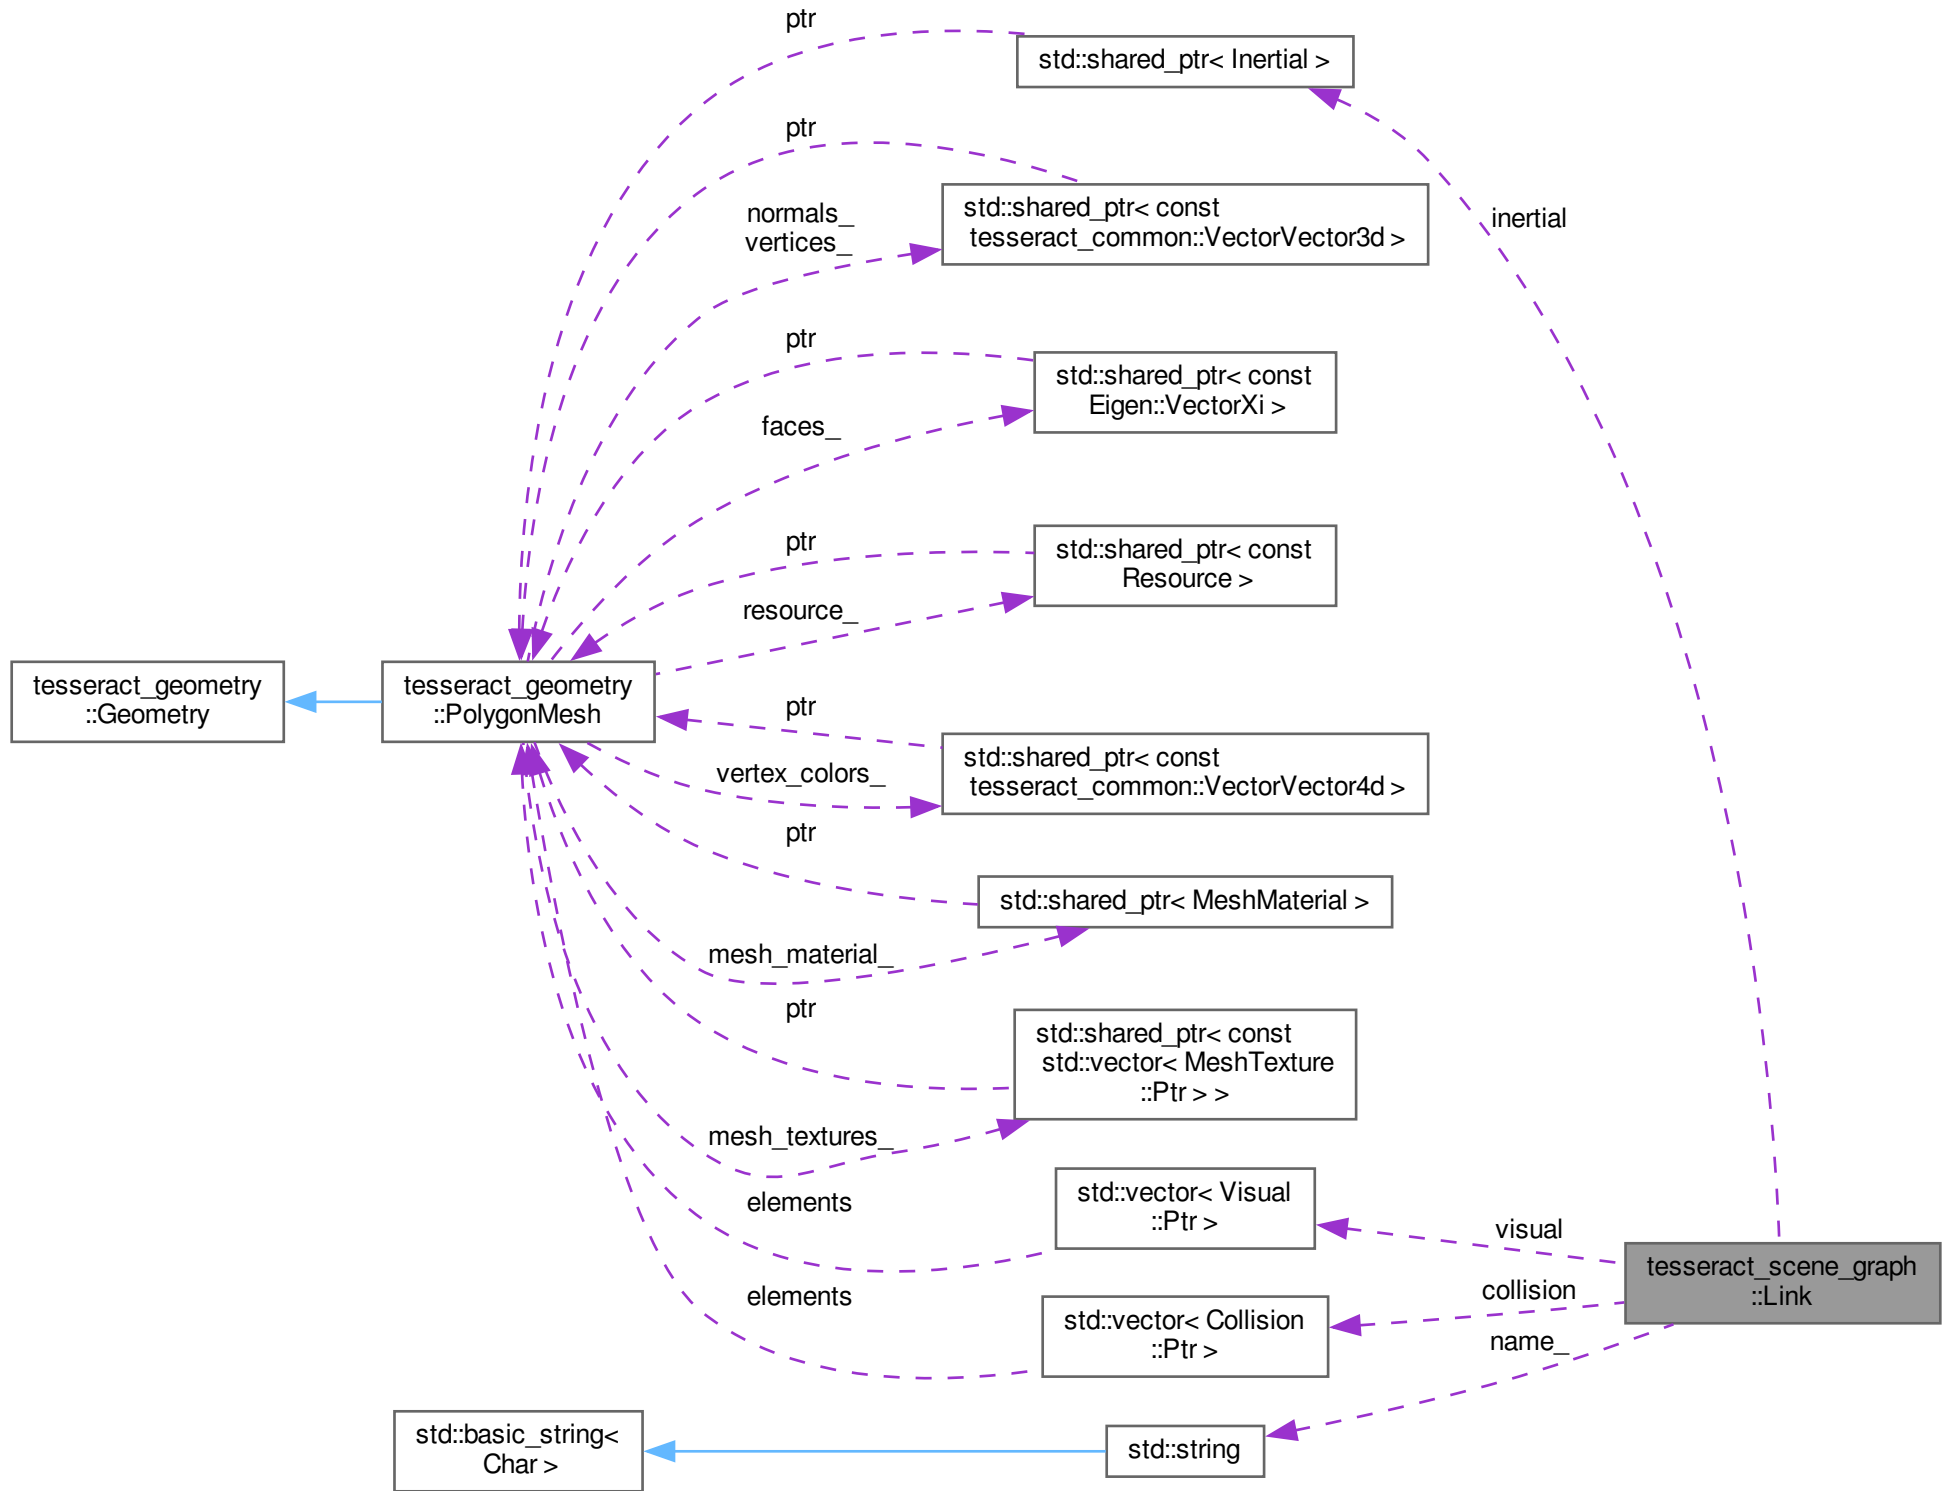 ptr
std::shared_ptr< Inertial >
ptr
std::shared_ptr< const
tesseract_common::VectorVector3d >
normals_
vertices_
inertial
ptr
std::shared_ptr< const
Eigen::VectorXi >
faces_
ptr
std::shared_ptr< const
Resource >
resource_
tesseract_geometry
::Geometry
tesseract_geometry
::PolygonMesh
ptr
std::shared_ptr< const
tesseract_common::VectorVector4d >
vertex_colors_
ptr
std::shared_ptr< MeshMaterial >
mesh_material_
ptr
std::shared_ptr< const
std::vector< MeshTexture
::Ptr > >
mesh_textures_
elements
std::vector< Visual
::Ptr >
visual
tesseract_scene_graph
::Link
elements
collision
std::vector< Collision
::Ptr >
name_
std::basic_string<
Char >
std::string